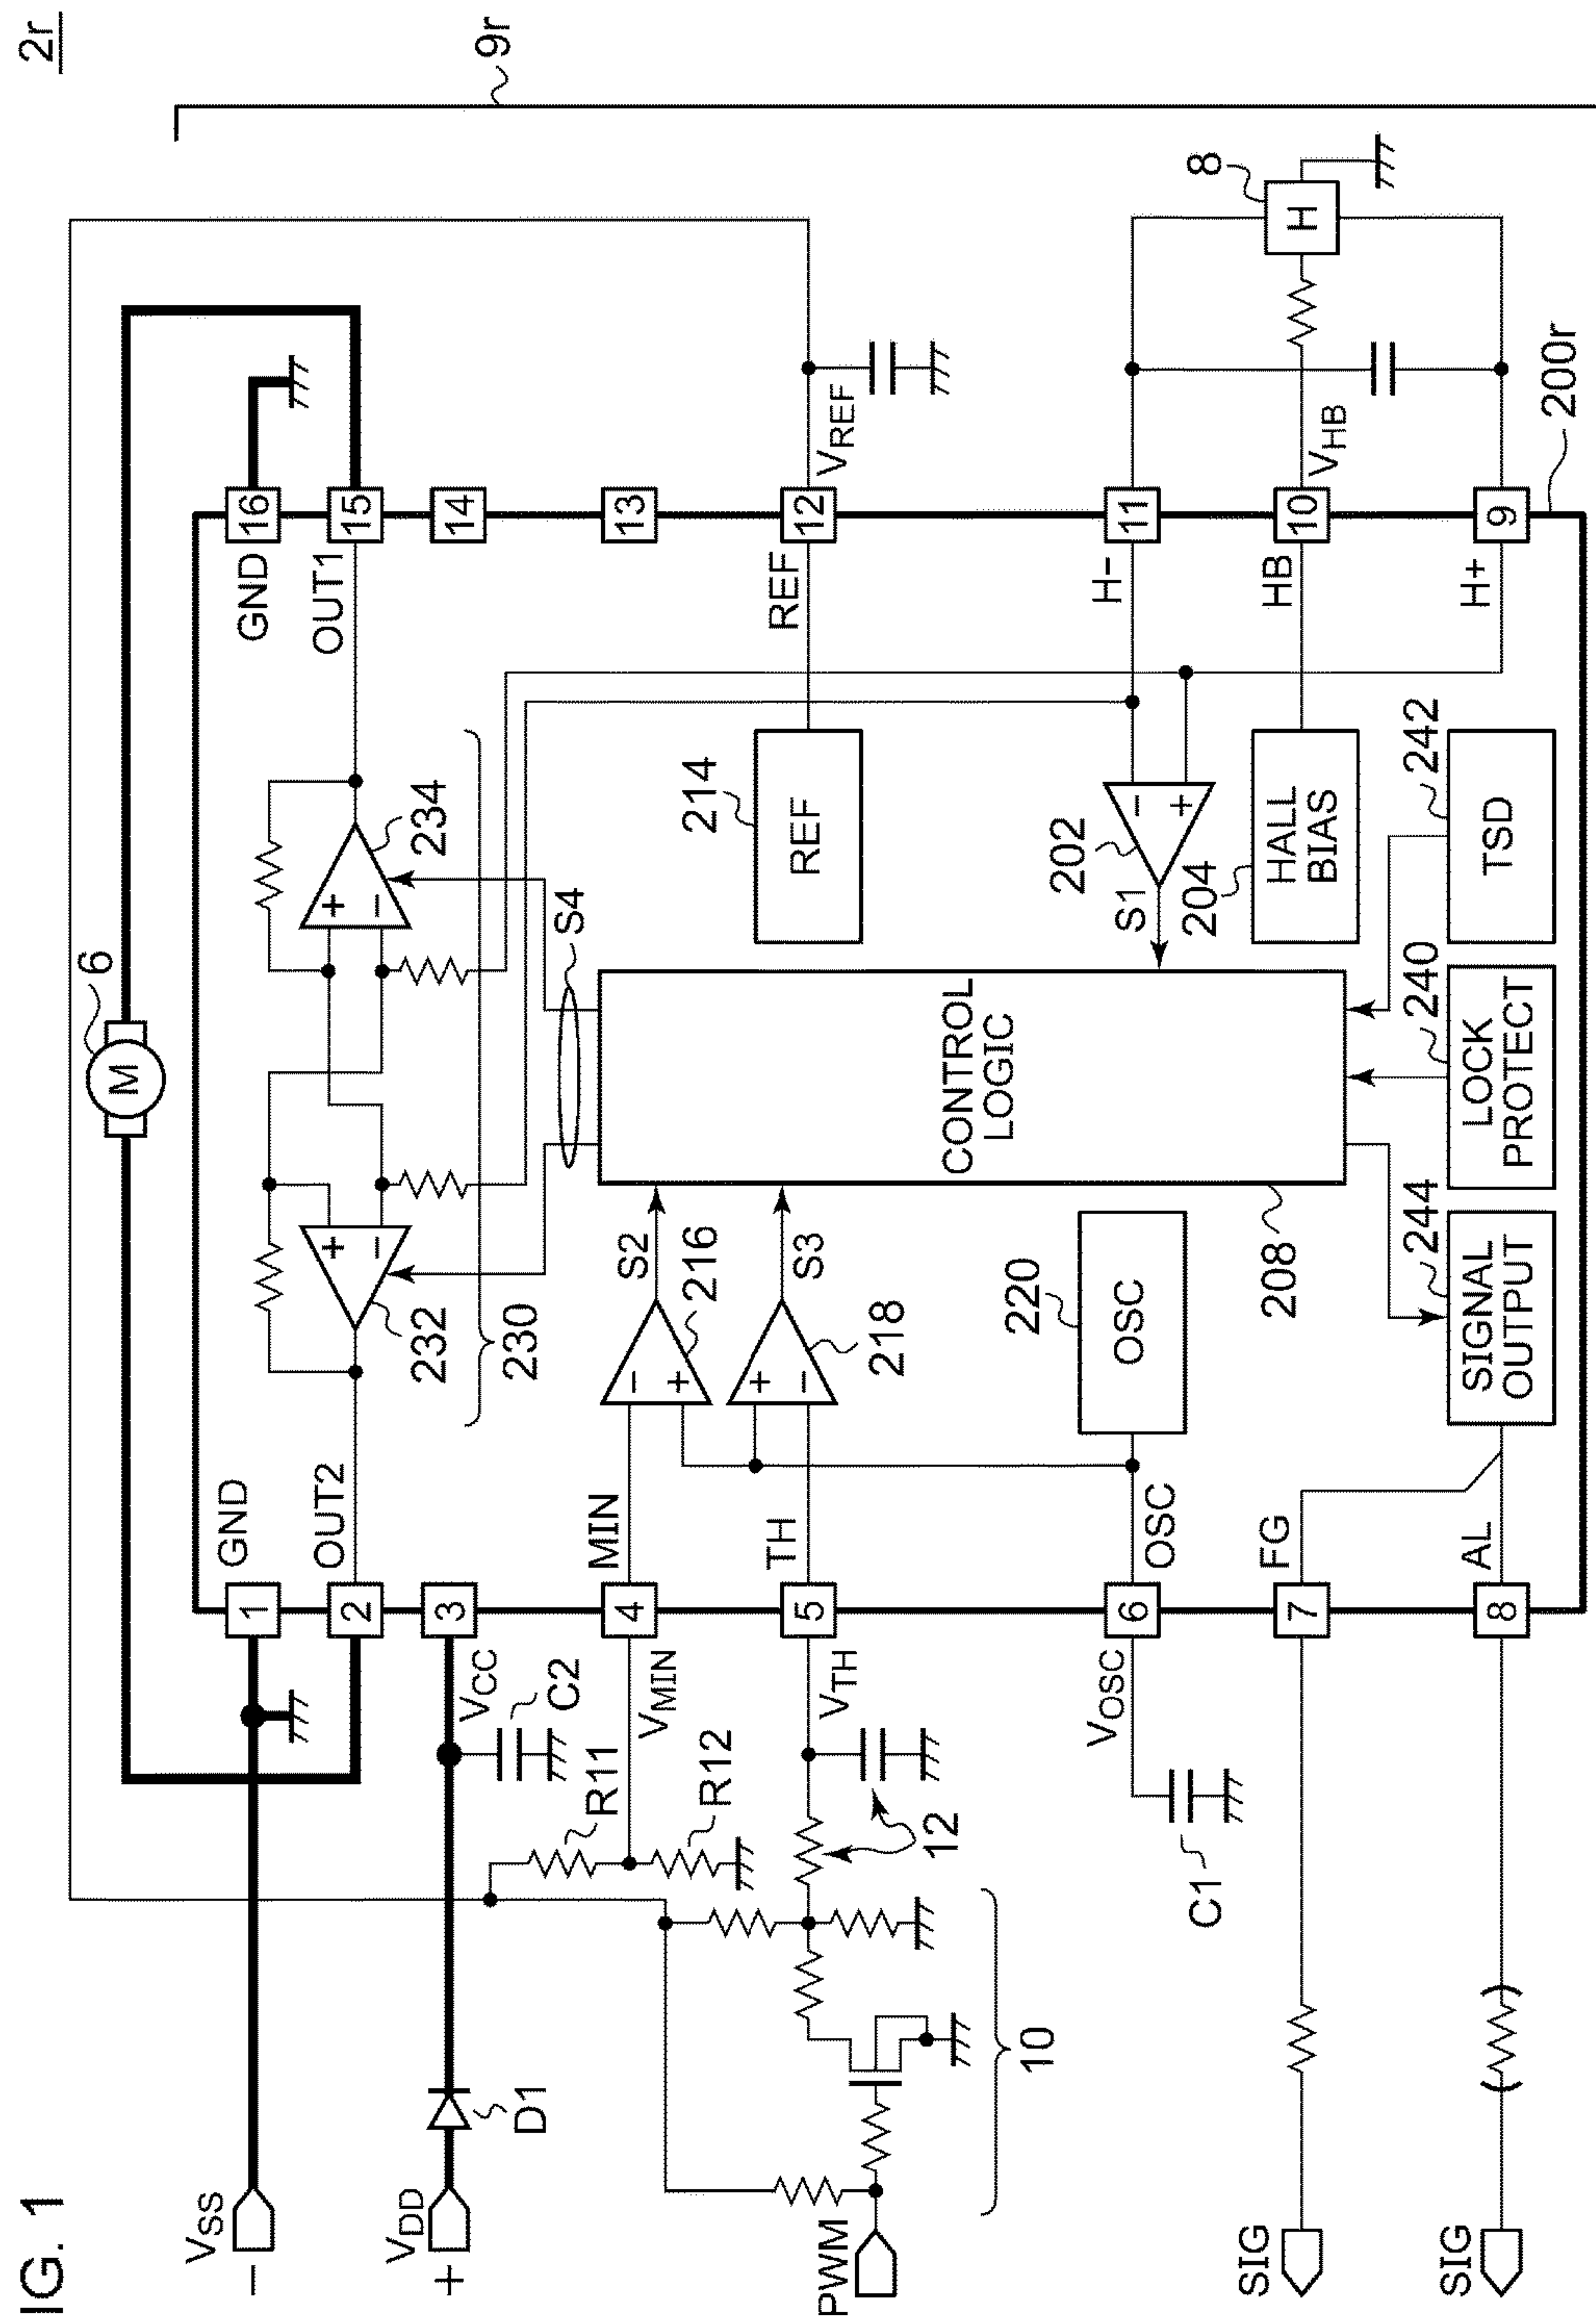 IG. 1
2r
9r
VSS
−
VDD
+
D1
PWM
10
SIG
SIG
6
M
VCC
C2
R11
R12
VMIN
VTH
12
VOSC
C1
1
2
3
4
5
6
7
8
GND
OUT2
MIN
TH
OSC
FG
AL
+
−
232
230
+
−
234
S4
S2
−
+
216
S3
+
−
218
220
OSC
208
CONTROL
LOGIC
244
SIGNAL
OUTPUT
240
LOCK
PROTECT
242
TSD
214
REF
202
−
+
S1
204
HALL
BIAS
GND
OUT1
REF
H−
HB
H+
16
15
14
13
12
11
10
9
VREF
VHB
8
H
200r